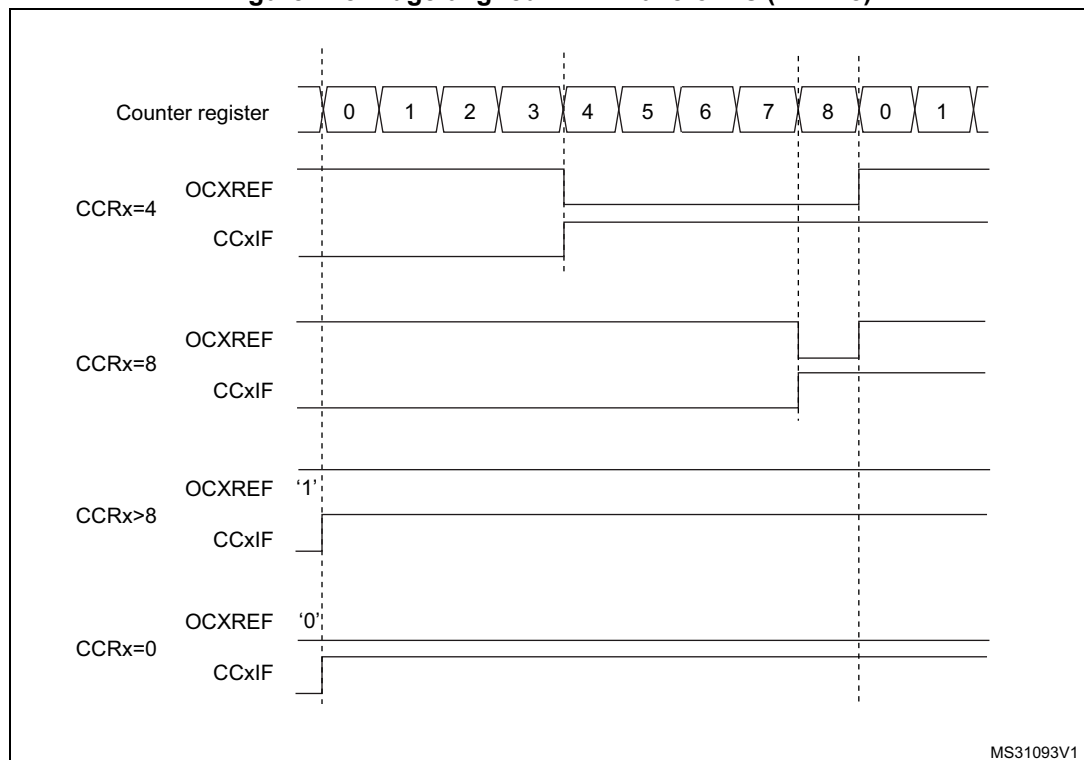 Counter register 0 1 2 3 4 5 6 7 8 0 1
OCXREF
CCRx=4
CCxIF
OCXREF
CCRx=8
CCxIF
OCXREF ‘1’
CCRx>8
CCxIF
OCXREF ‘0’
CCRx=0
CCxIF
MS31093V1